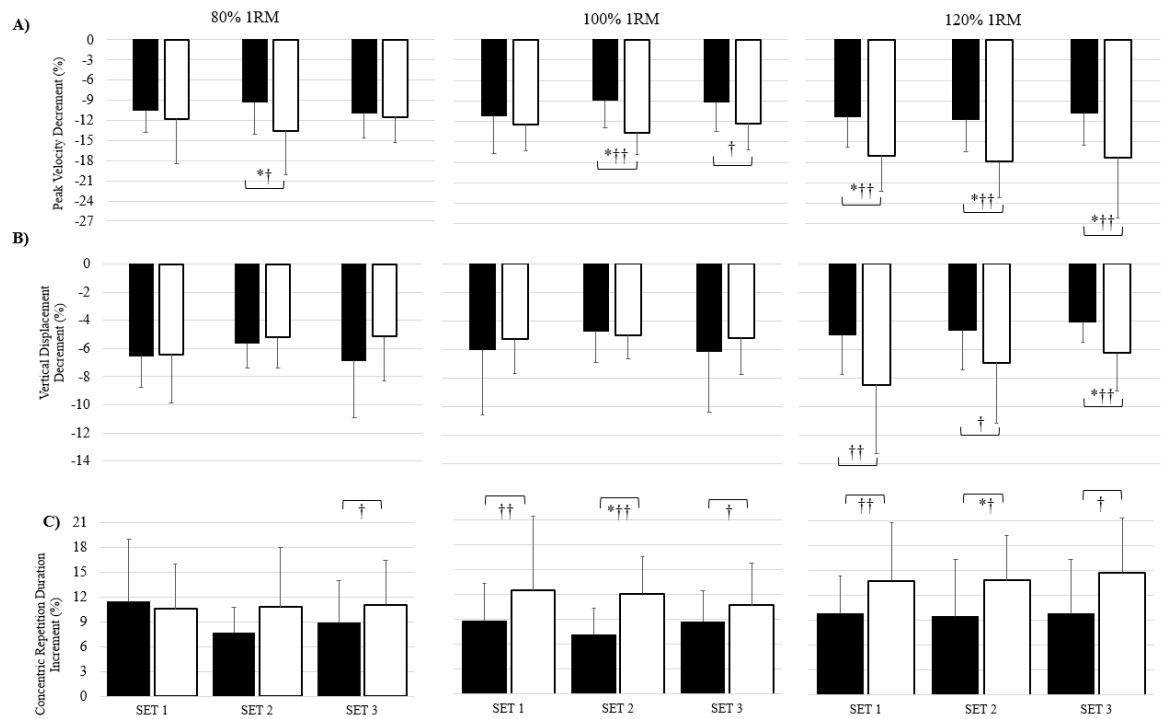 80% 1RM
100% 1RM
120% 1RM
A)
Peak Velocity Decrement (%)
0
-3
-6
-9
-12
-15
-18
-21
-24
-27
*†
*††
†
*††
*††
*††
B)
Vertical Displacement
Decrement (%)
0
-2
-4
-6
-8
-10
-12
-14
††
†
*††
C)
Concentric Repetition Duration
Increment (%)
21
18
15
12
9
6
3
0
†
††
*††
†
††
*†
†
SET 1
SET 2
SET 3
SET 1
SET 2
SET 3
SET 1
SET 2
SET 3